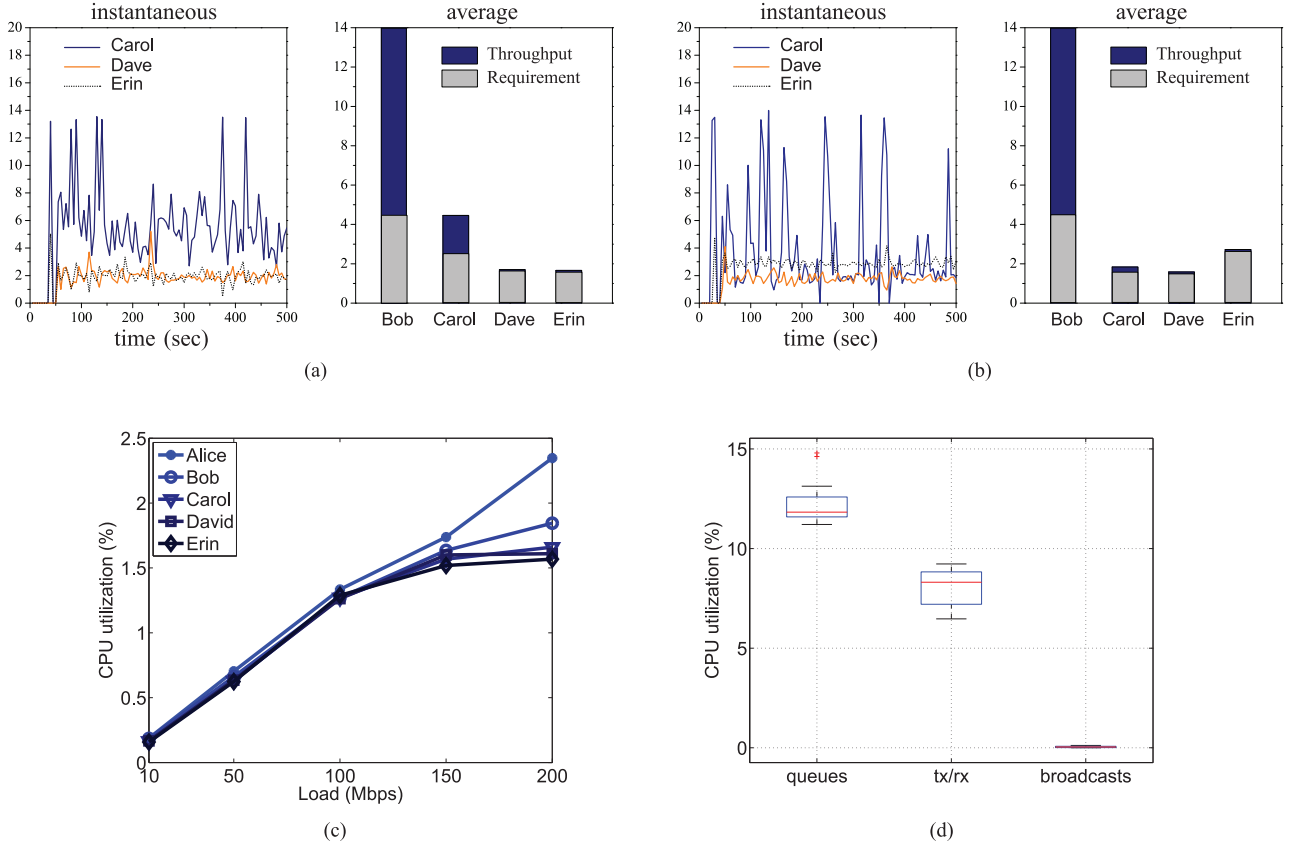 instantaneous
average
20
18
16
14
12
10
8
6
4
2
0
Carol
Dave
Erin
0 100 200 300 400 500
time (sec)
14
12
10
8
6
4
2
0
Throughput
Requirement
Bob Carol Dave Erin
(a)
instantaneous
average
20
18
16
14
12
10
8
6
4
2
0
Carol
Dave
Erin
0 100 200 300 400 500
time (sec)
14
12
10
8
6
4
2
0
Throughput
Requirement
Bob Carol Dave Erin
(b)
CPU utilization (%)
2.5
2
1.5
1
0.5
0
Alice
Bob
Carol
David
Erin
10 50 100 150 200
Load (Mbps)
(c)
CPU utilization (%)
15
10
5
0
queues tx/rx broadcasts
(d)